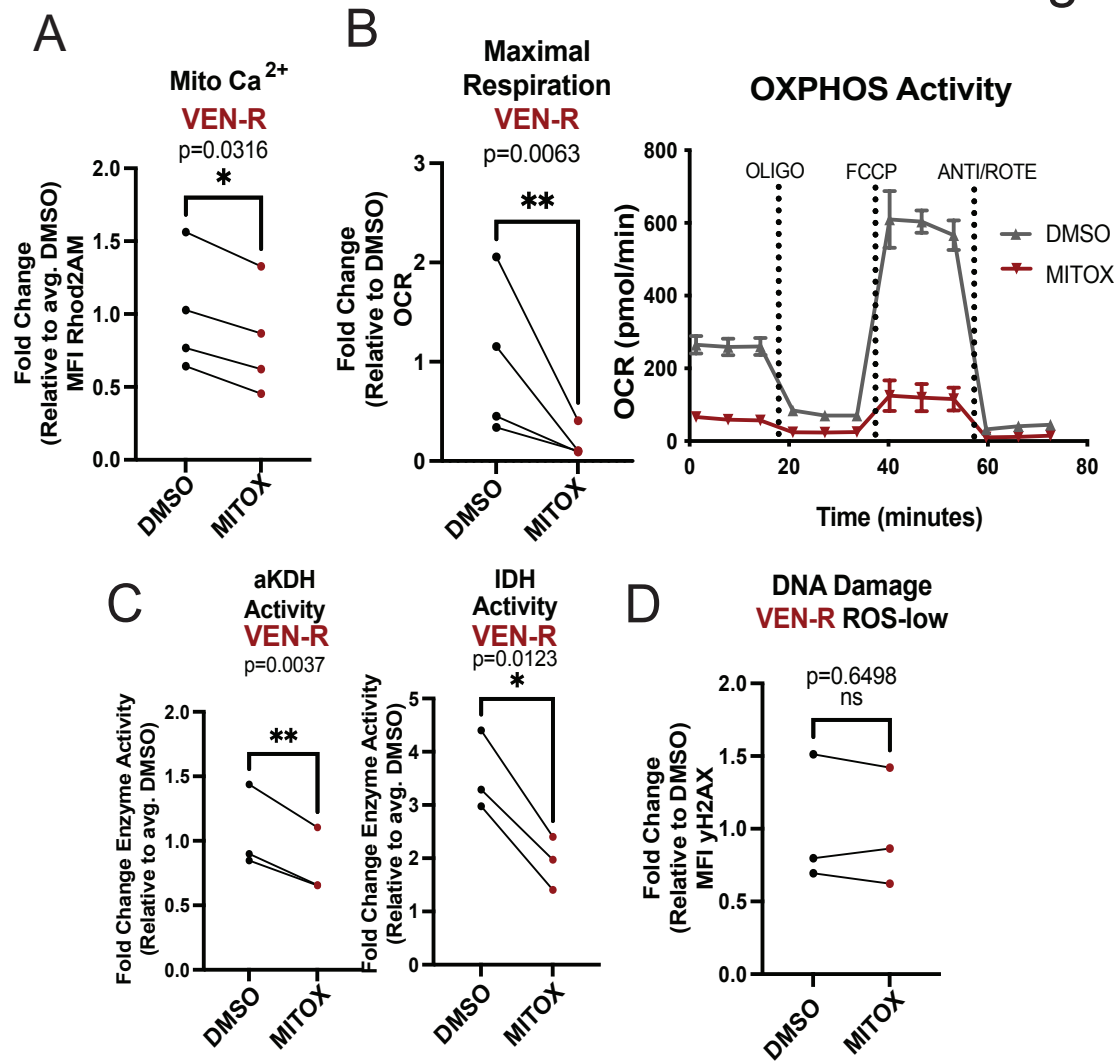 g
A
Mito Ca 2+
VEN-R
p=0.0316
*
Fold Change
(Relative to avg. DMSO)
MFI Rhod2AM
2.0
1.5
1.0
0.5
0.0
DMSO
MITOX
B
Maximal
Respiration
VEN-R
p=0.0063
**
Fold Change
(Relative to DMSO)
OCR
3
2
1
0
DMSO
MITOX
OXPHOS Activity
OCR (pmol/min)
800
600
400
200
0
OLIGO
FCCP
ANTI/ROTE
DMSO
MITOX
0
20
40
60
80
Time (minutes)
C
aKDH
Activity
VEN-R
p=0.0037
**
Fold Change Enzyme Activity
(Relative to avg. DMSO)
2.0
1.5
1.0
0.5
0.0
DMSO
MITOX
IDH
Activity
VEN-R
p=0.0123
*
Fold Change Enzyme Activity
(Relative to avg. DMSO)
5
4
3
2
1
0
DMSO
MITOX
D
DNA Damage
VEN-R ROS-low
p=0.6498
ns
Fold Change
(Relative to DMSO)
MFI yH2AX
2.0
1.5
1.0
0.5
0.0
DMSO
MITOX